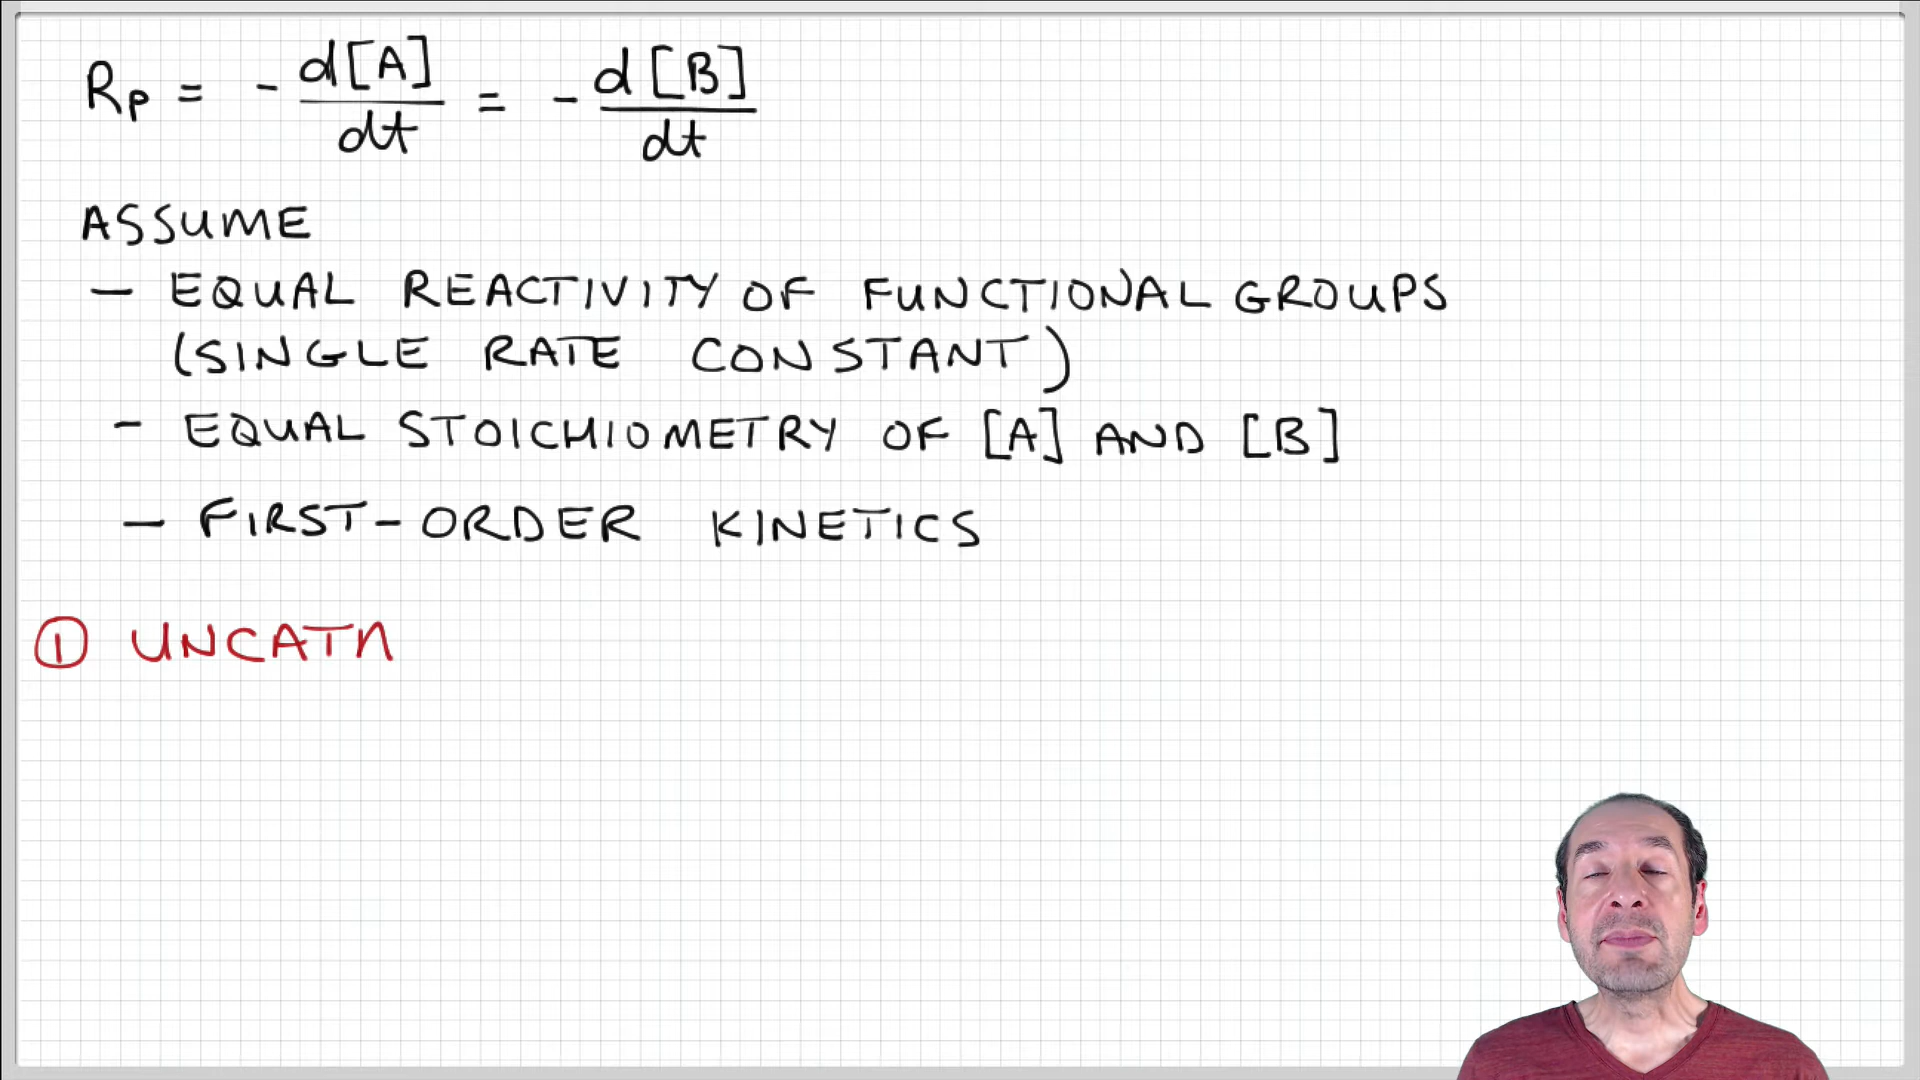 Rp = - d[A]/dt = - d[B]/dt
ASSUME
- EQUAL REACTIVITY OF FUNCTIONAL GROUPS
(SINGLE RATE CONSTANT)
- EQUAL STOICHIOMETRY OF [A] AND [B]
- FIRST-ORDER KINETICS
① UNCATA